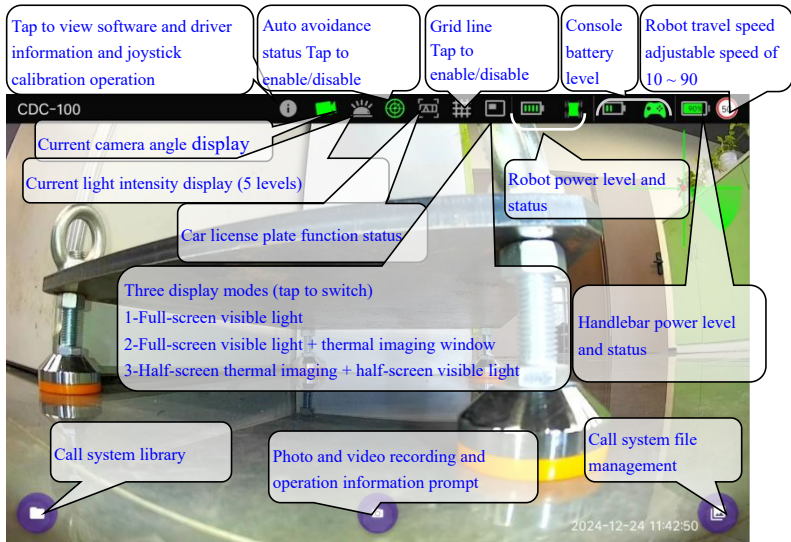 Tap to view software and driver
information and joystick
calibration operation
Auto avoidance
status Tap to
enable/disable
Grid line
Tap to
enable/disable
Console
battery
level
Robot travel speed
adjustable speed of
10 ~ 90
CDC-100
90%
50
Current camera angle display
Current light intensity display (5 levels)
Robot power level and
status
Car license plate function status
Three display modes (tap to switch)
1-Full-screen visible light
2-Full-screen visible light + thermal imaging window
3-Half-screen thermal imaging + half-screen visible light
Handlebar power level
and status
Call system library
Photo and video recording and
operation information prompt
Call system file
management
2024-12-24 11:42:50